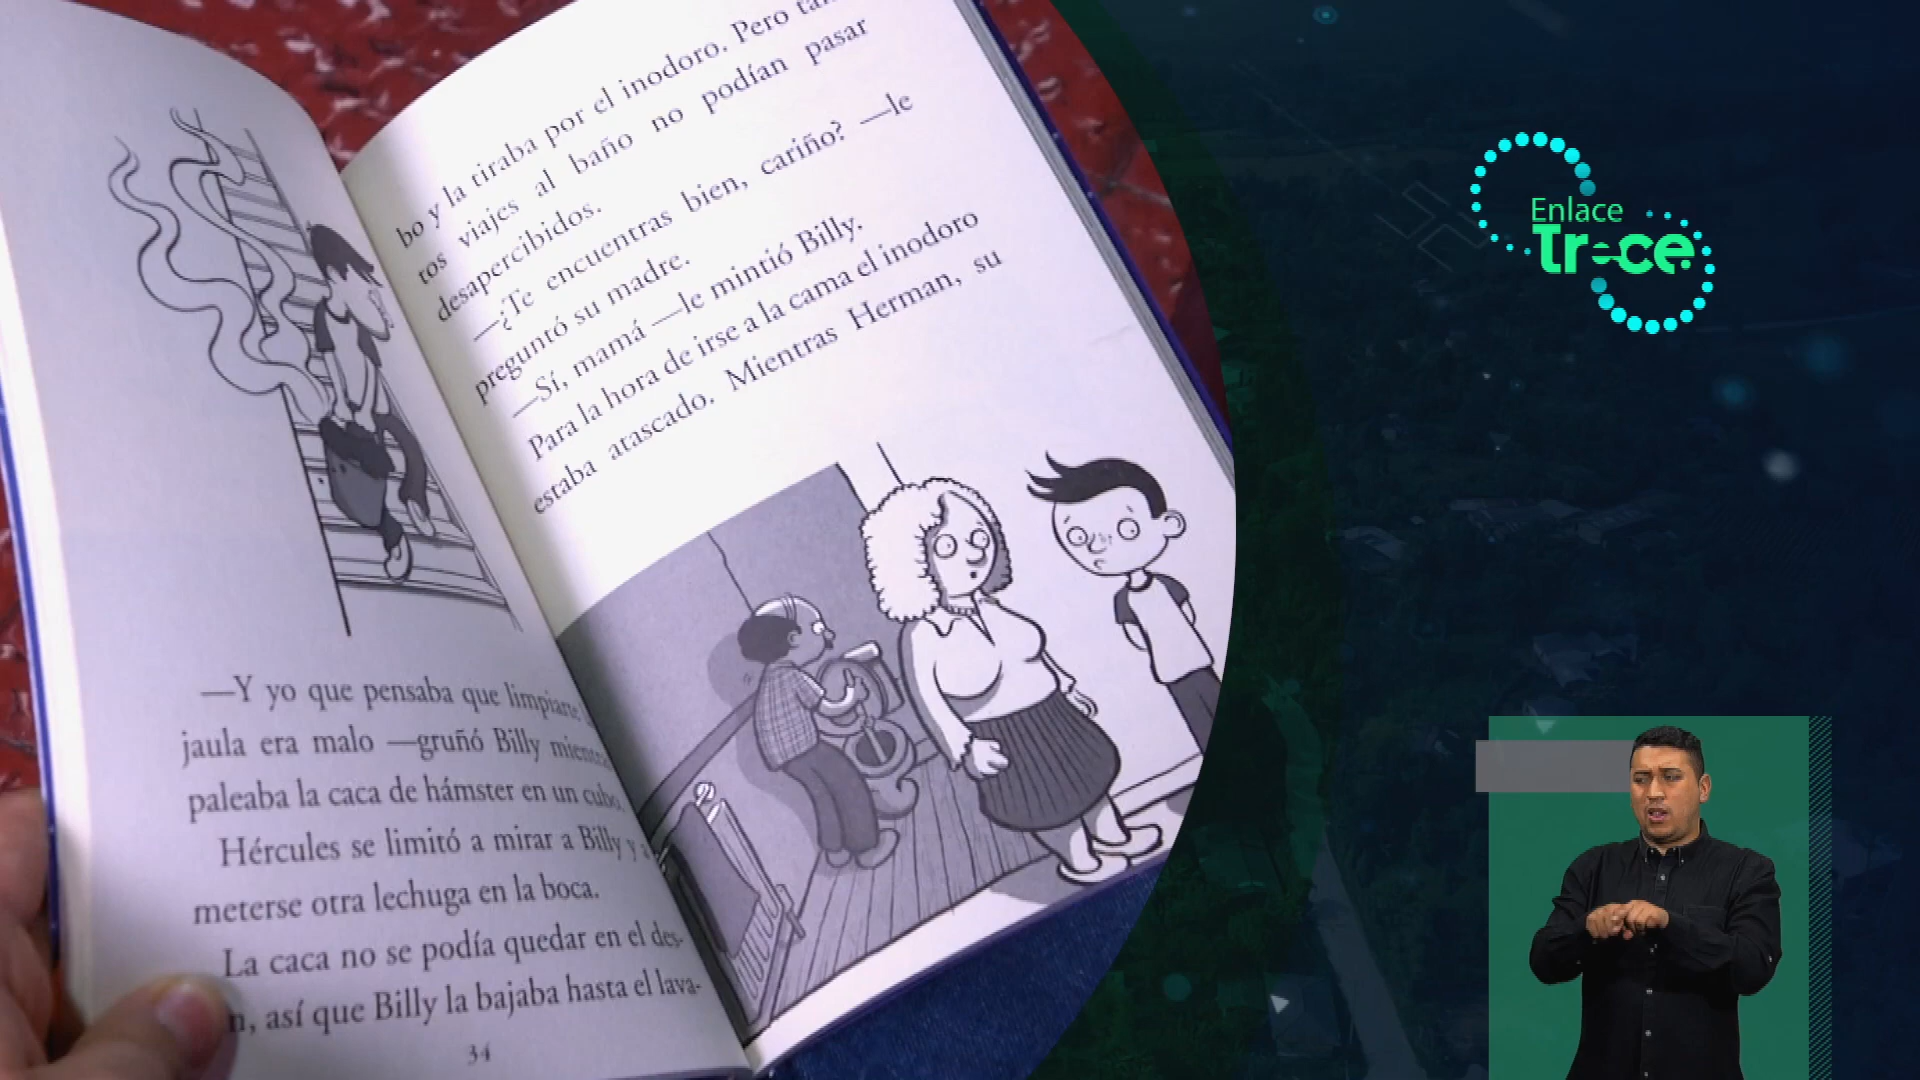 —Y yo que pensaba que limpiarte
jaula era malo —gruñó Billy mientras
paleaba la caca de hámster en un cubo.
Hércules se limitó a mirar a Billy y a
meterse otra lechuga en la boca.
La caca no se podía quedar en el des-
n, así que Billy la bajaba hasta el lava-
34
bo y la tiraba por el inodoro. Pero
tos viajes al baño no podían pasar
desapercibidos.
—¿Te encuentras bien, cariño? —le
preguntó su madre.
—Sí, mamá —le mintió Billy.
Para la hora de irse a la cama el inodoro
estaba atascado. Mientras Herman, su
Enlace
Trece